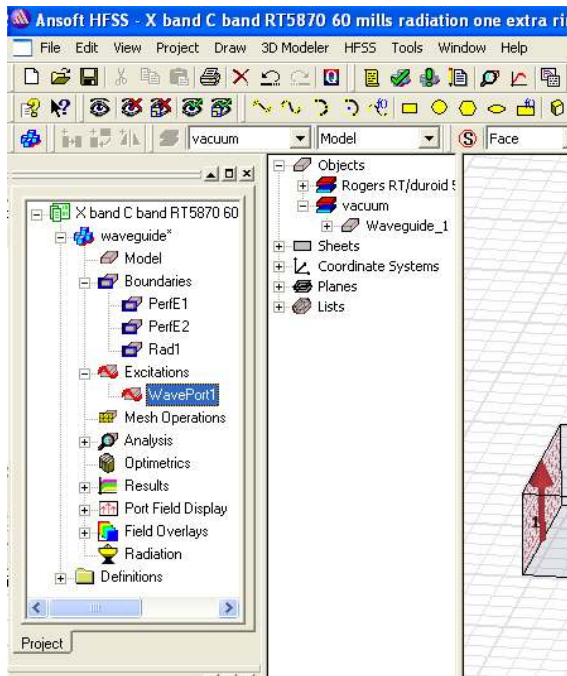 Ansoft HFSS - X band C band RT5870 60 mills radiation one extra ri
File Edit View Project Draw 3D Modeler HFSS Tools Window Help
vacuum Model S Face
Objects
Rogers RT/duroid 5
X band C band RT5870 60
vacuum
waveguide*
Waveguide_1
Model
Sheets
Boundaries
Coordinate Systems
PerfE1
Planes
PerfE2
Lists
Rad1
Excitations
WavePort1
Mesh Operations
Analysis
Optimetrics
Results
1
Port Field Display
Field Overlays
Radiation
Definitions
Project